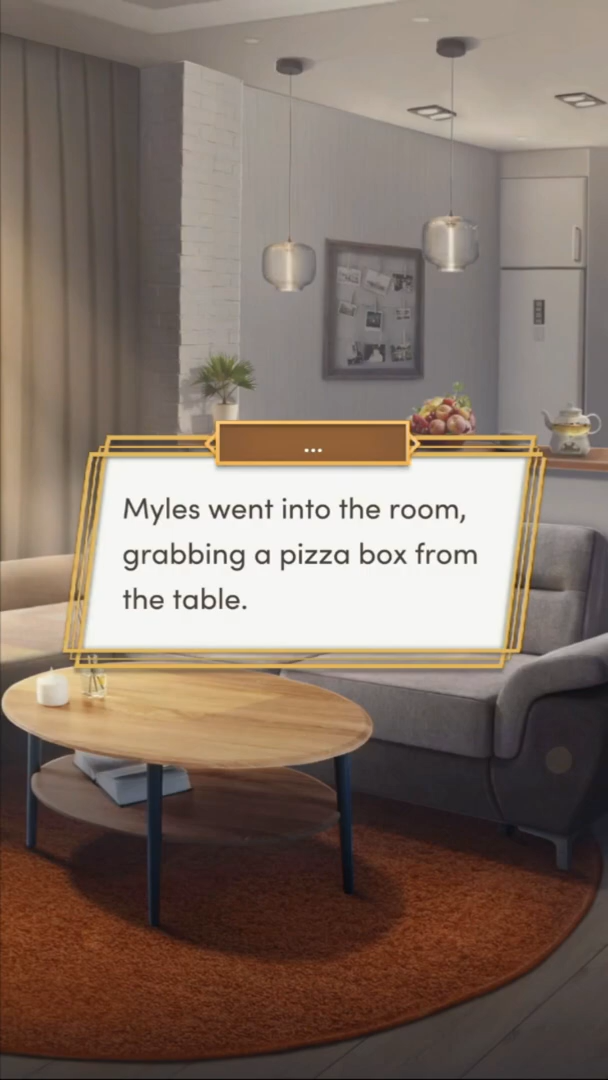 ...
Myles went into the room,
grabbing a pizza box from
the table.